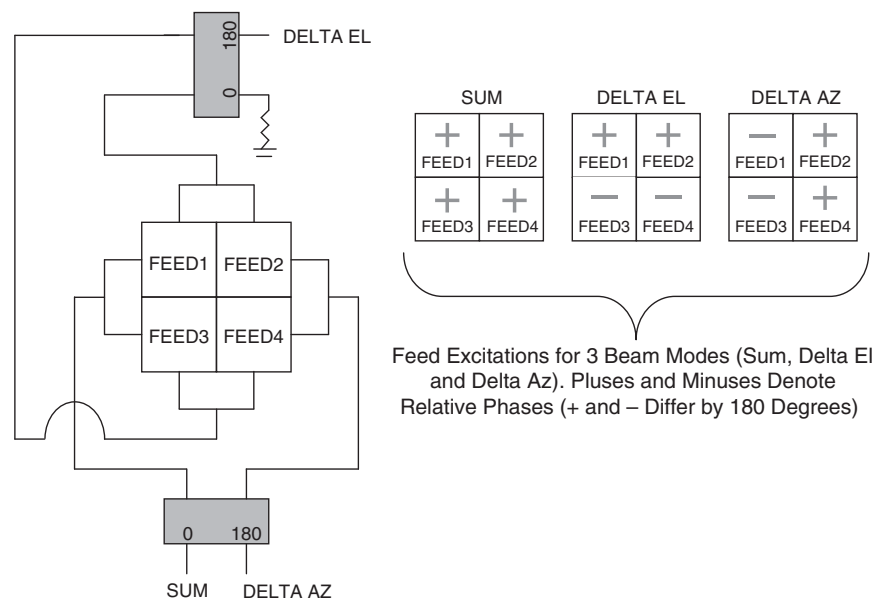 180
DELTA EL
0
SUM
DELTA EL
DELTA AZ
+ +
FEED1 FEED2
+ +
FEED3 FEED4
+ +
FEED1 FEED2
— —
FEED3 FEED4
— +
FEED1 FEED2
— +
FEED3 FEED4
FEED1 FEED2
FEED3 FEED4
Feed Excitations for 3 Beam Modes (Sum, Delta El
and Delta Az). Pluses and Minuses Denote
Relative Phases (+ and – Differ by 180 Degrees)
0 180
SUM DELTA AZ